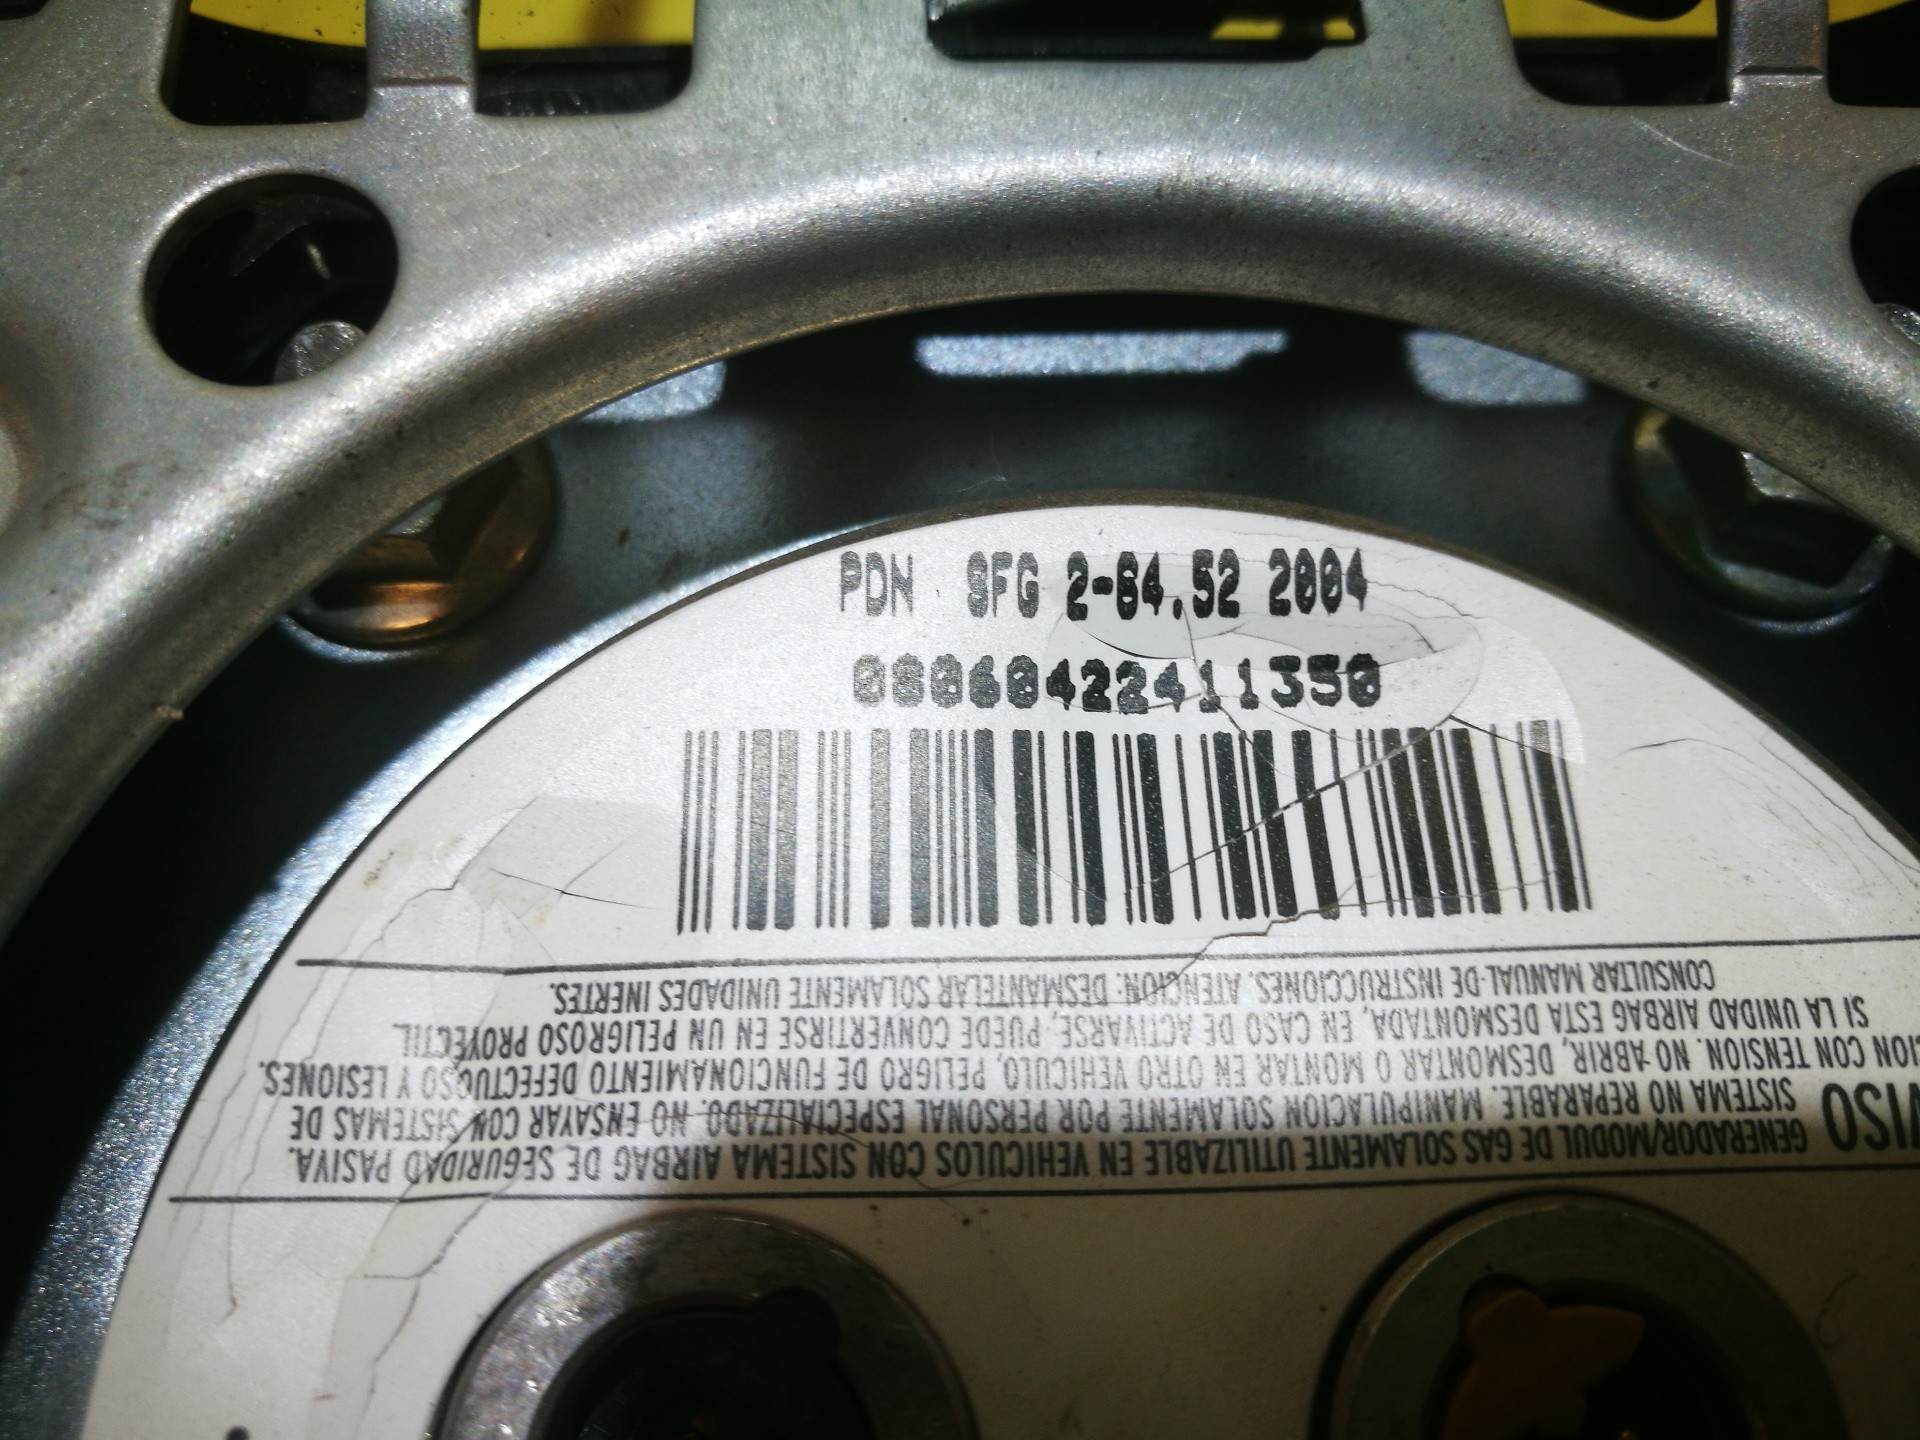 PDN SFG 2-64.52 2004
00060422411350
VISO
GENERADOR/MODUL DE GAS SOLAMENTE UTILIZABLE EN VEHICULOS CON SISTEMA AIRBAG DE SEGURIDAD PASIVA.
SISTEMA NO REPARABLE. MANIPULACION SOLAMENTE POR PERSONAL ESPECIALIZADO. NO ENSAYAR CON SISTEMAS DE
CION CON TENSION. NO ABRIR, DESMONTAR O MONTAR EN OTRO VEHICULO, PELIGRO DE FUNCIONAMIENTO DEFECTUOSO Y LESIONES.
SI LA UNIDAD AIRBAG ESTA DESMONTADA, EN CASO DE ACTIVARSE, PUEDE CONVERTIRSE EN UN PELIGROSO PROYECTIL.
CONSULTAR MANUAL DE INSTRUCCIONES. ATENCION: DESMANTELAR SOLAMENTE UNIDADES INERTES.